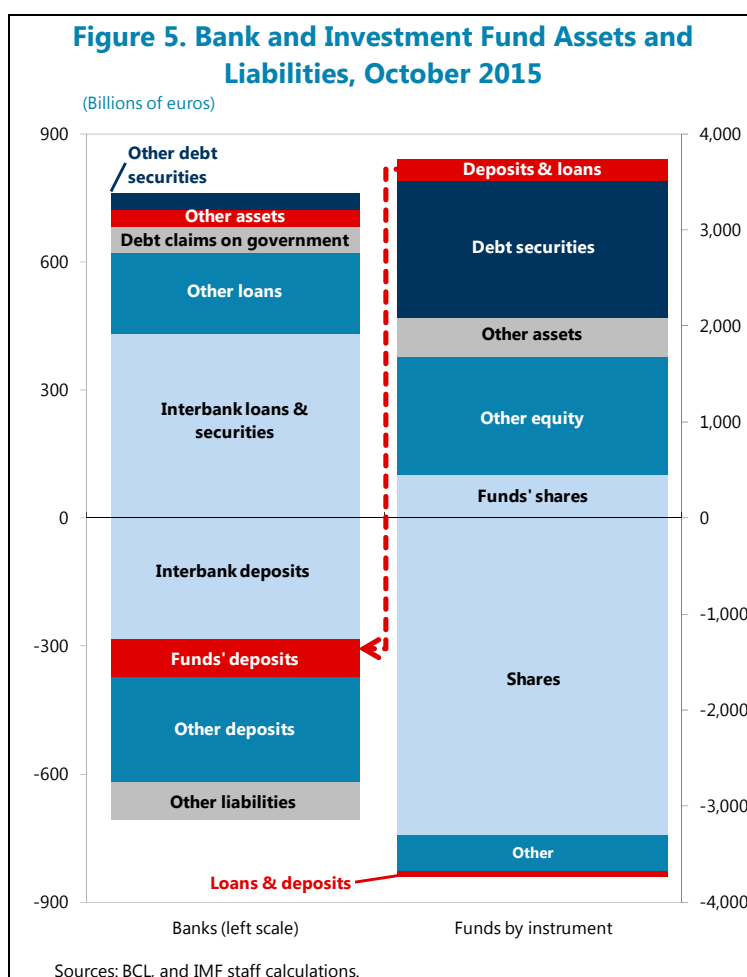 Figure 5. Bank and Investment Fund Assets and
Liabilities, October 2015
(Billions of euros)
900
600
300
0
-300
-600
-900
4,000
3,000
2,000
1,000
0
-1,000
-2,000
-3,000
-4,000
Other debt
securities
Other assets
Debt claims on government
Other loans
Interbank loans &
securities
Interbank deposits
Funds' deposits
Other deposits
Other liabilities
Deposits & loans
Debt securities
Other assets
Other equity
Funds' shares
Shares
Other
Loans & deposits
Banks (left scale)
Funds by instrument
Sources: BCL, and IMF staff calculations.